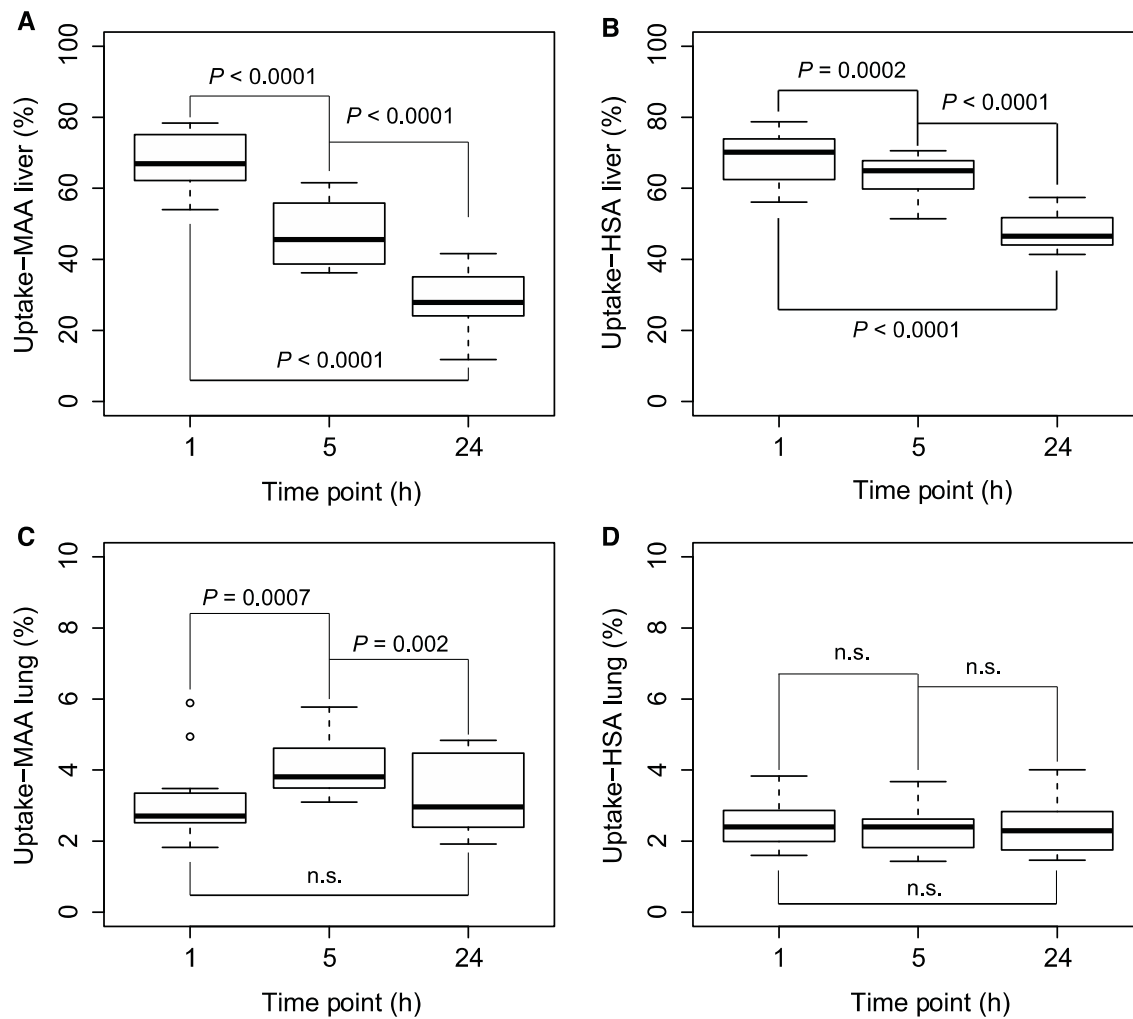 A
Uptake−MAA liver (%)
100
80
60
40
20
0
P < 0.0001
P < 0.0001
P < 0.0001
1 5 24
Time point (h)
B
Uptake−HSA liver (%)
100
80
60
40
20
0
P = 0.0002
P < 0.0001
P < 0.0001
1 5 24
Time point (h)
C
Uptake−MAA lung (%)
10
8
6
4
2
0
P = 0.0007
P = 0.002
n.s.
1 5 24
Time point (h)
D
Uptake−HSA lung (%)
10
8
6
4
2
0
n.s.
n.s.
n.s.
1 5 24
Time point (h)